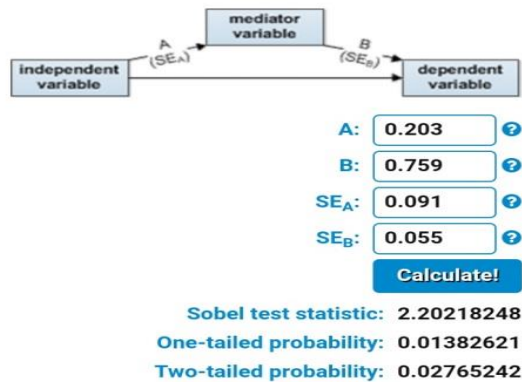 mediator
variable
A
(SEA)
B
(SEB)
independent
variable
dependent
variable
A: 0.203 ?
B: 0.759 ?
SEA: 0.091 ?
SEB: 0.055 ?
Calculate!
Sobel test statistic: 2.20218248
One-tailed probability: 0.01382621
Two-tailed probability: 0.02765242